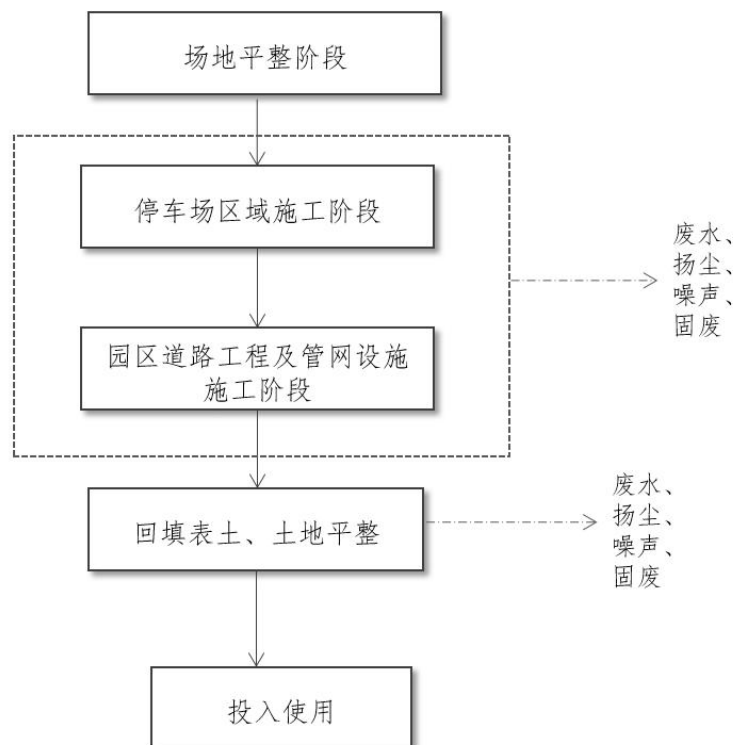 场地平整阶段
停车场区域施工阶段
废水、
扬尘、
噪声、
固废
园区道路工程及管网设施
施工阶段
回填表土、土地平整
废水、
扬尘、
噪声、
固废
投入使用